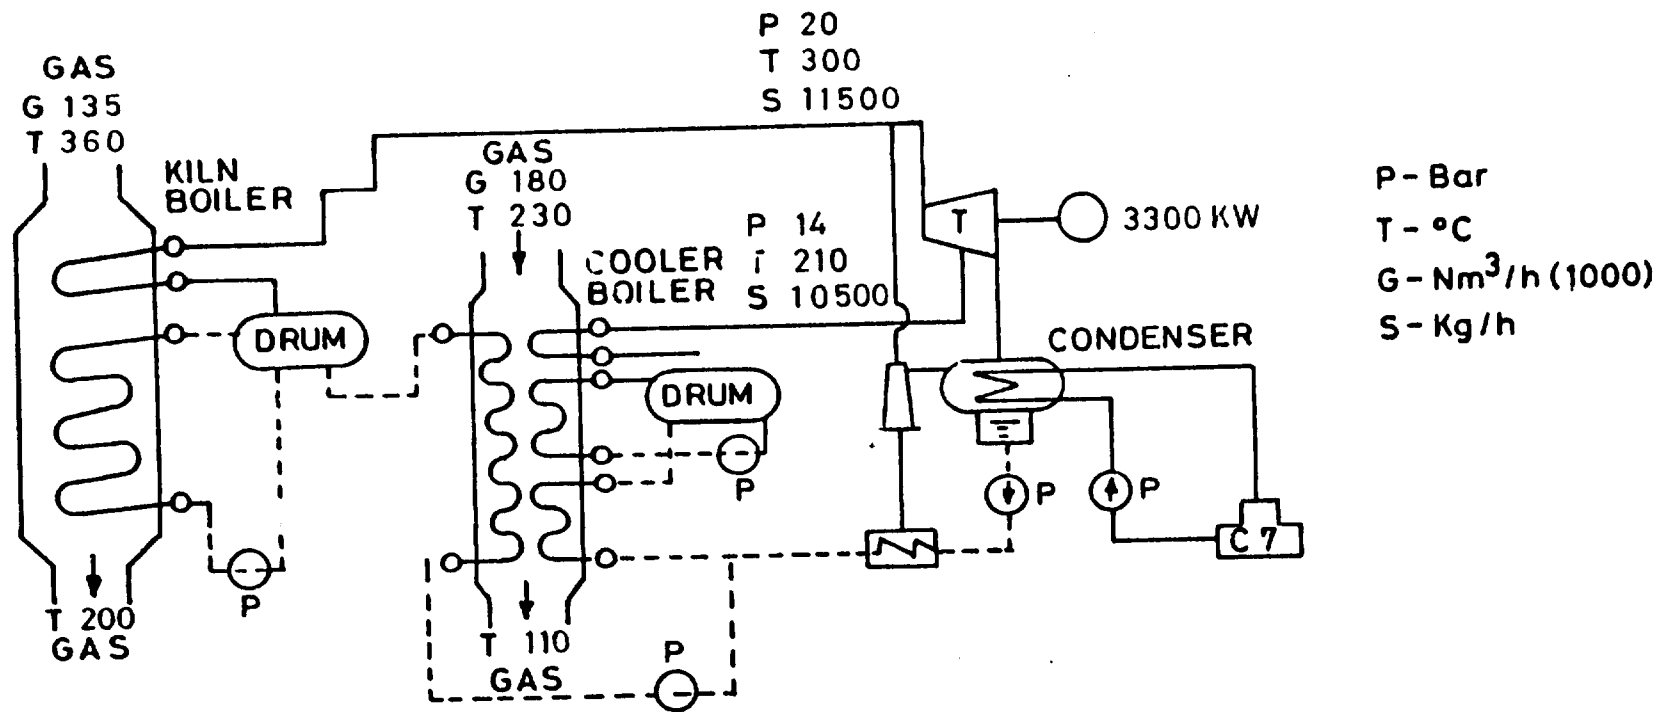 P 20
T 300
S 11500
GAS
G 135
T 360
KILN
BOILER
GAS
G 180
T 230
COOLER
BOILER
P 14
T 210
S 10500
T
3300 KW
P - Bar
T - °C
G - Nm³/h (1000)
S - Kg/h
DRUM
CONDENSER
DRUM
P
P
P
C 7
P
T 200
GAS
T 110
GAS
P